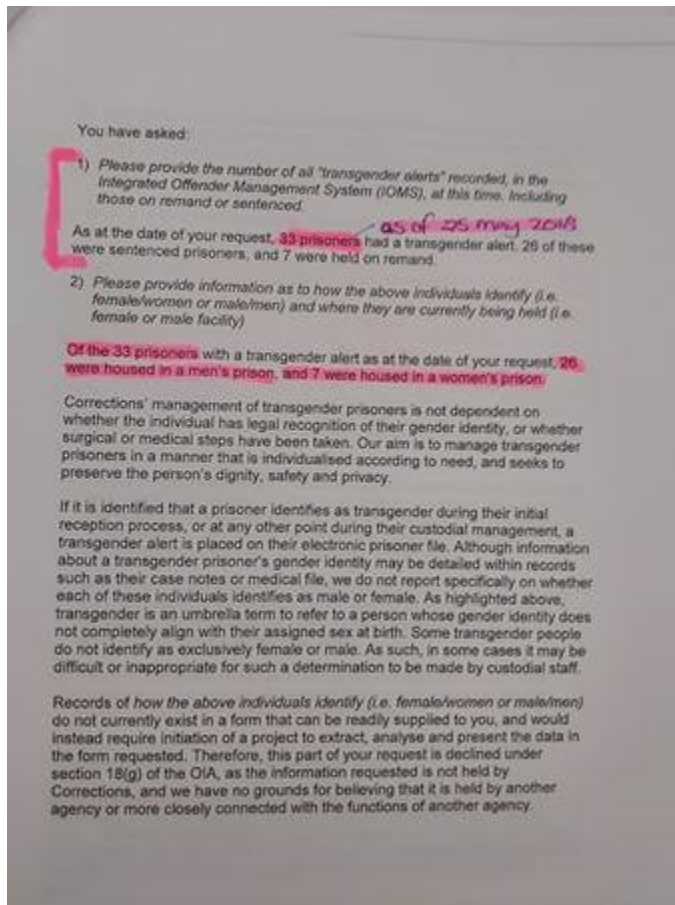 You have asked:
1) Please provide the number of all "transgender alerts" recorded, in the
Integrated Offender Management System (IOMS), at this time. Including
those on remand or sentenced.
as of 25 may 2018
As at the date of your request, 33 prisoners had a transgender alert. 26 of these
were sentenced prisoners, and 7 were held on remand.
2) Please provide information as to how the above individuals identify (i.e.
female/women or male/men) and where they are currently being held (i.e.
female or male facility)
Of the 33 prisoners with a transgender alert as at the date of your request, 26
were housed in a men's prison, and 7 were housed in a women's prison.
Corrections' management of transgender prisoners is not dependent on
whether the individual has legal recognition of their gender identity, or whether
surgical or medical steps have been taken. Our aim is to manage transgender
prisoners in a manner that is individualised according to need, and seeks to
preserve the person's dignity, safety and privacy.
If it is identified that a prisoner identifies as transgender during their initial
reception process, or at any other point during their custodial management, a
transgender alert is placed on their electronic prisoner file. Although information
about a transgender prisoner's gender identity may be detailed within records
such as their case notes or medical file, we do not report specifically on whether
each of these individuals identifies as male or female. As highlighted above,
transgender is an umbrella term to refer to a person whose gender identity does
not completely align with their assigned sex at birth. Some transgender people
do not identify as exclusively female or male. As such, in some cases it may be
difficult or inappropriate for such a determination to be made by custodial staff.
Records of how the above individuals identify (i.e. female/women or male/men)
do not currently exist in a form that can be readily supplied to you, and would
instead require initiation of a project to extract, analyse and present the data in
the form requested. Therefore, this part of your request is declined under
section 18(g) of the OIA, as the information requested is not held by
Corrections, and we have no grounds for believing that it is held by another
agency or more closely connected with the functions of another agency.